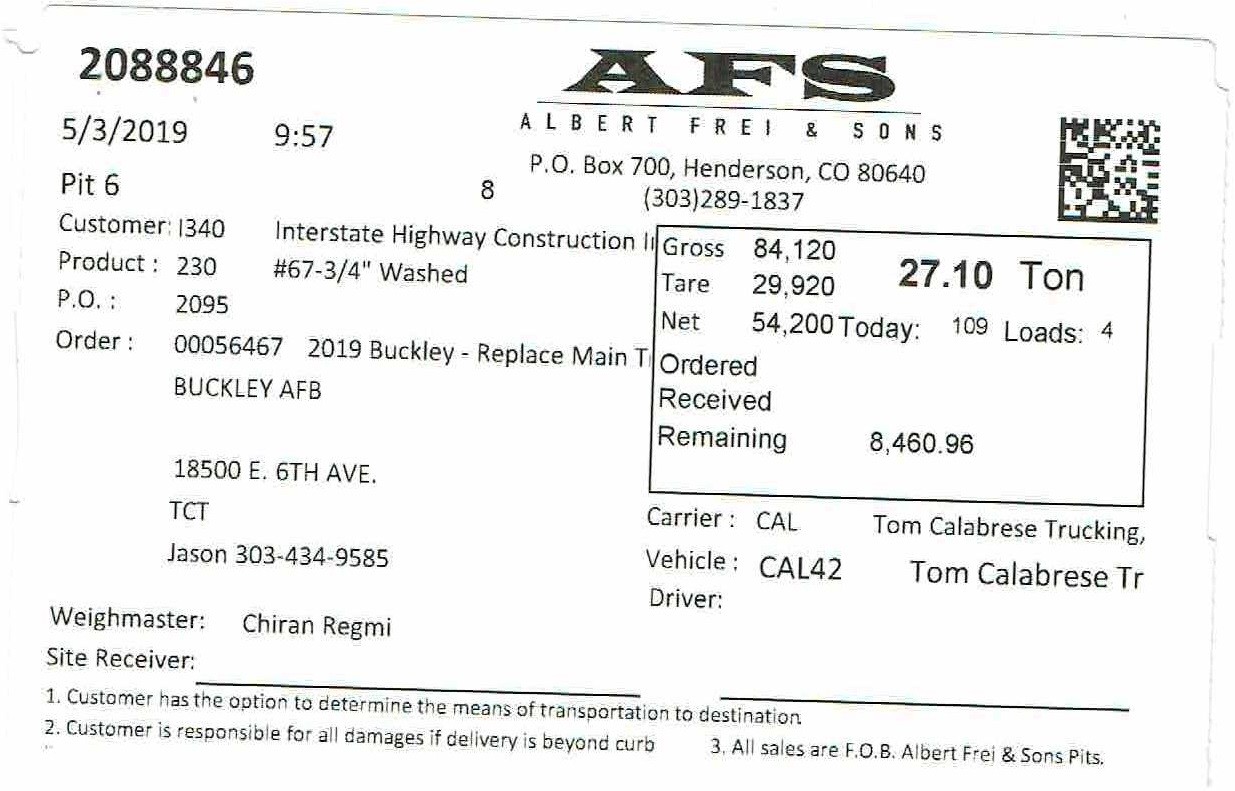 2088846
AFS
ALBERT FREI & SONS
5/3/2019 9:57
P.O. Box 700, Henderson, CO 80640
Pit 6 8 (303)289-1837
Customer: I340 Interstate Highway Construction I
Product : 230 #67-3/4" Washed
P.O. : 2095
Order : 00056467 2019 Buckley - Replace Main T
BUCKLEY AFB
18500 E. 6TH AVE.
TCT
Jason 303-434-9585
Gross 84,120 27.10 Ton
Tare 29,920
Net 54,200 Today: 109 Loads: 4
Ordered
Received
Remaining 8,460.96
Carrier : CAL Tom Calabrese Trucking,
Vehicle : CAL42 Tom Calabrese Tr
Driver:
Weighmaster: Chiran Regmi
Site Receiver:
1. Customer has the option to determine the means of transportation to destination
2. Customer is responsible for all damages if delivery is beyond curb 3. All sales are F.O.B. Albert Frei & Sons Pits.